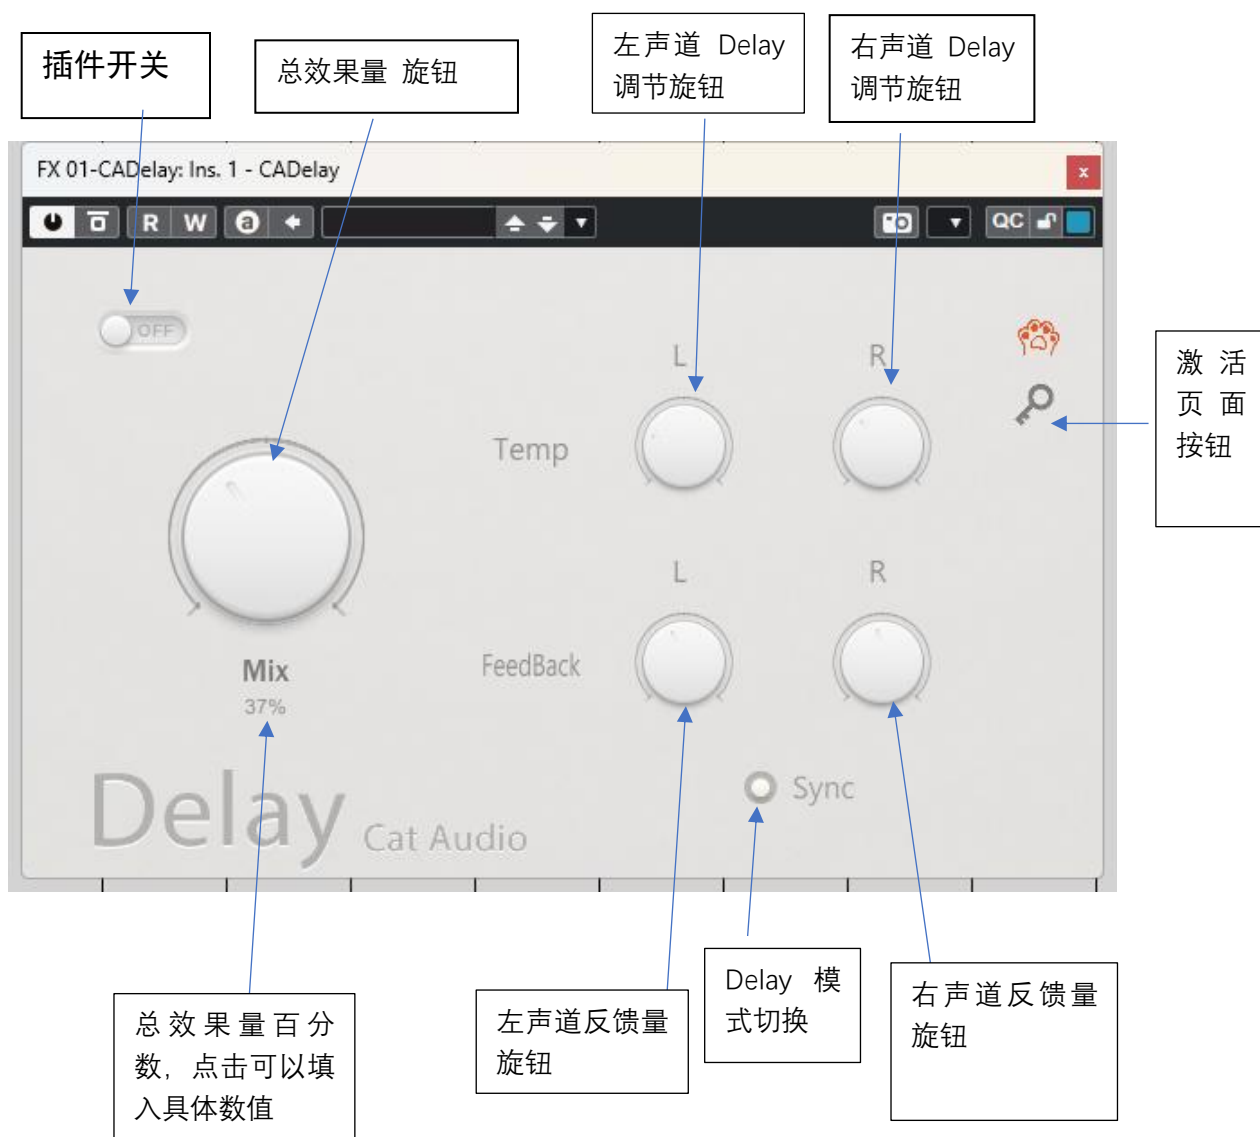 插件开关
总效果量 旋钮
左声道 Delay
调节旋钮
右声道 Delay
调节旋钮
FX 01-CADelay: Ins. 1 - CADelay
x
R W a QC
OFF
L R
激活
页面
按钮
Temp
L R
FeedBack
Mix
37%
Sync
Delay Cat Audio
总效果量百分
数，点击可以填
入具体数值
左声道反馈量
旋钮
Delay 模
式切换
右声道反馈量
旋钮